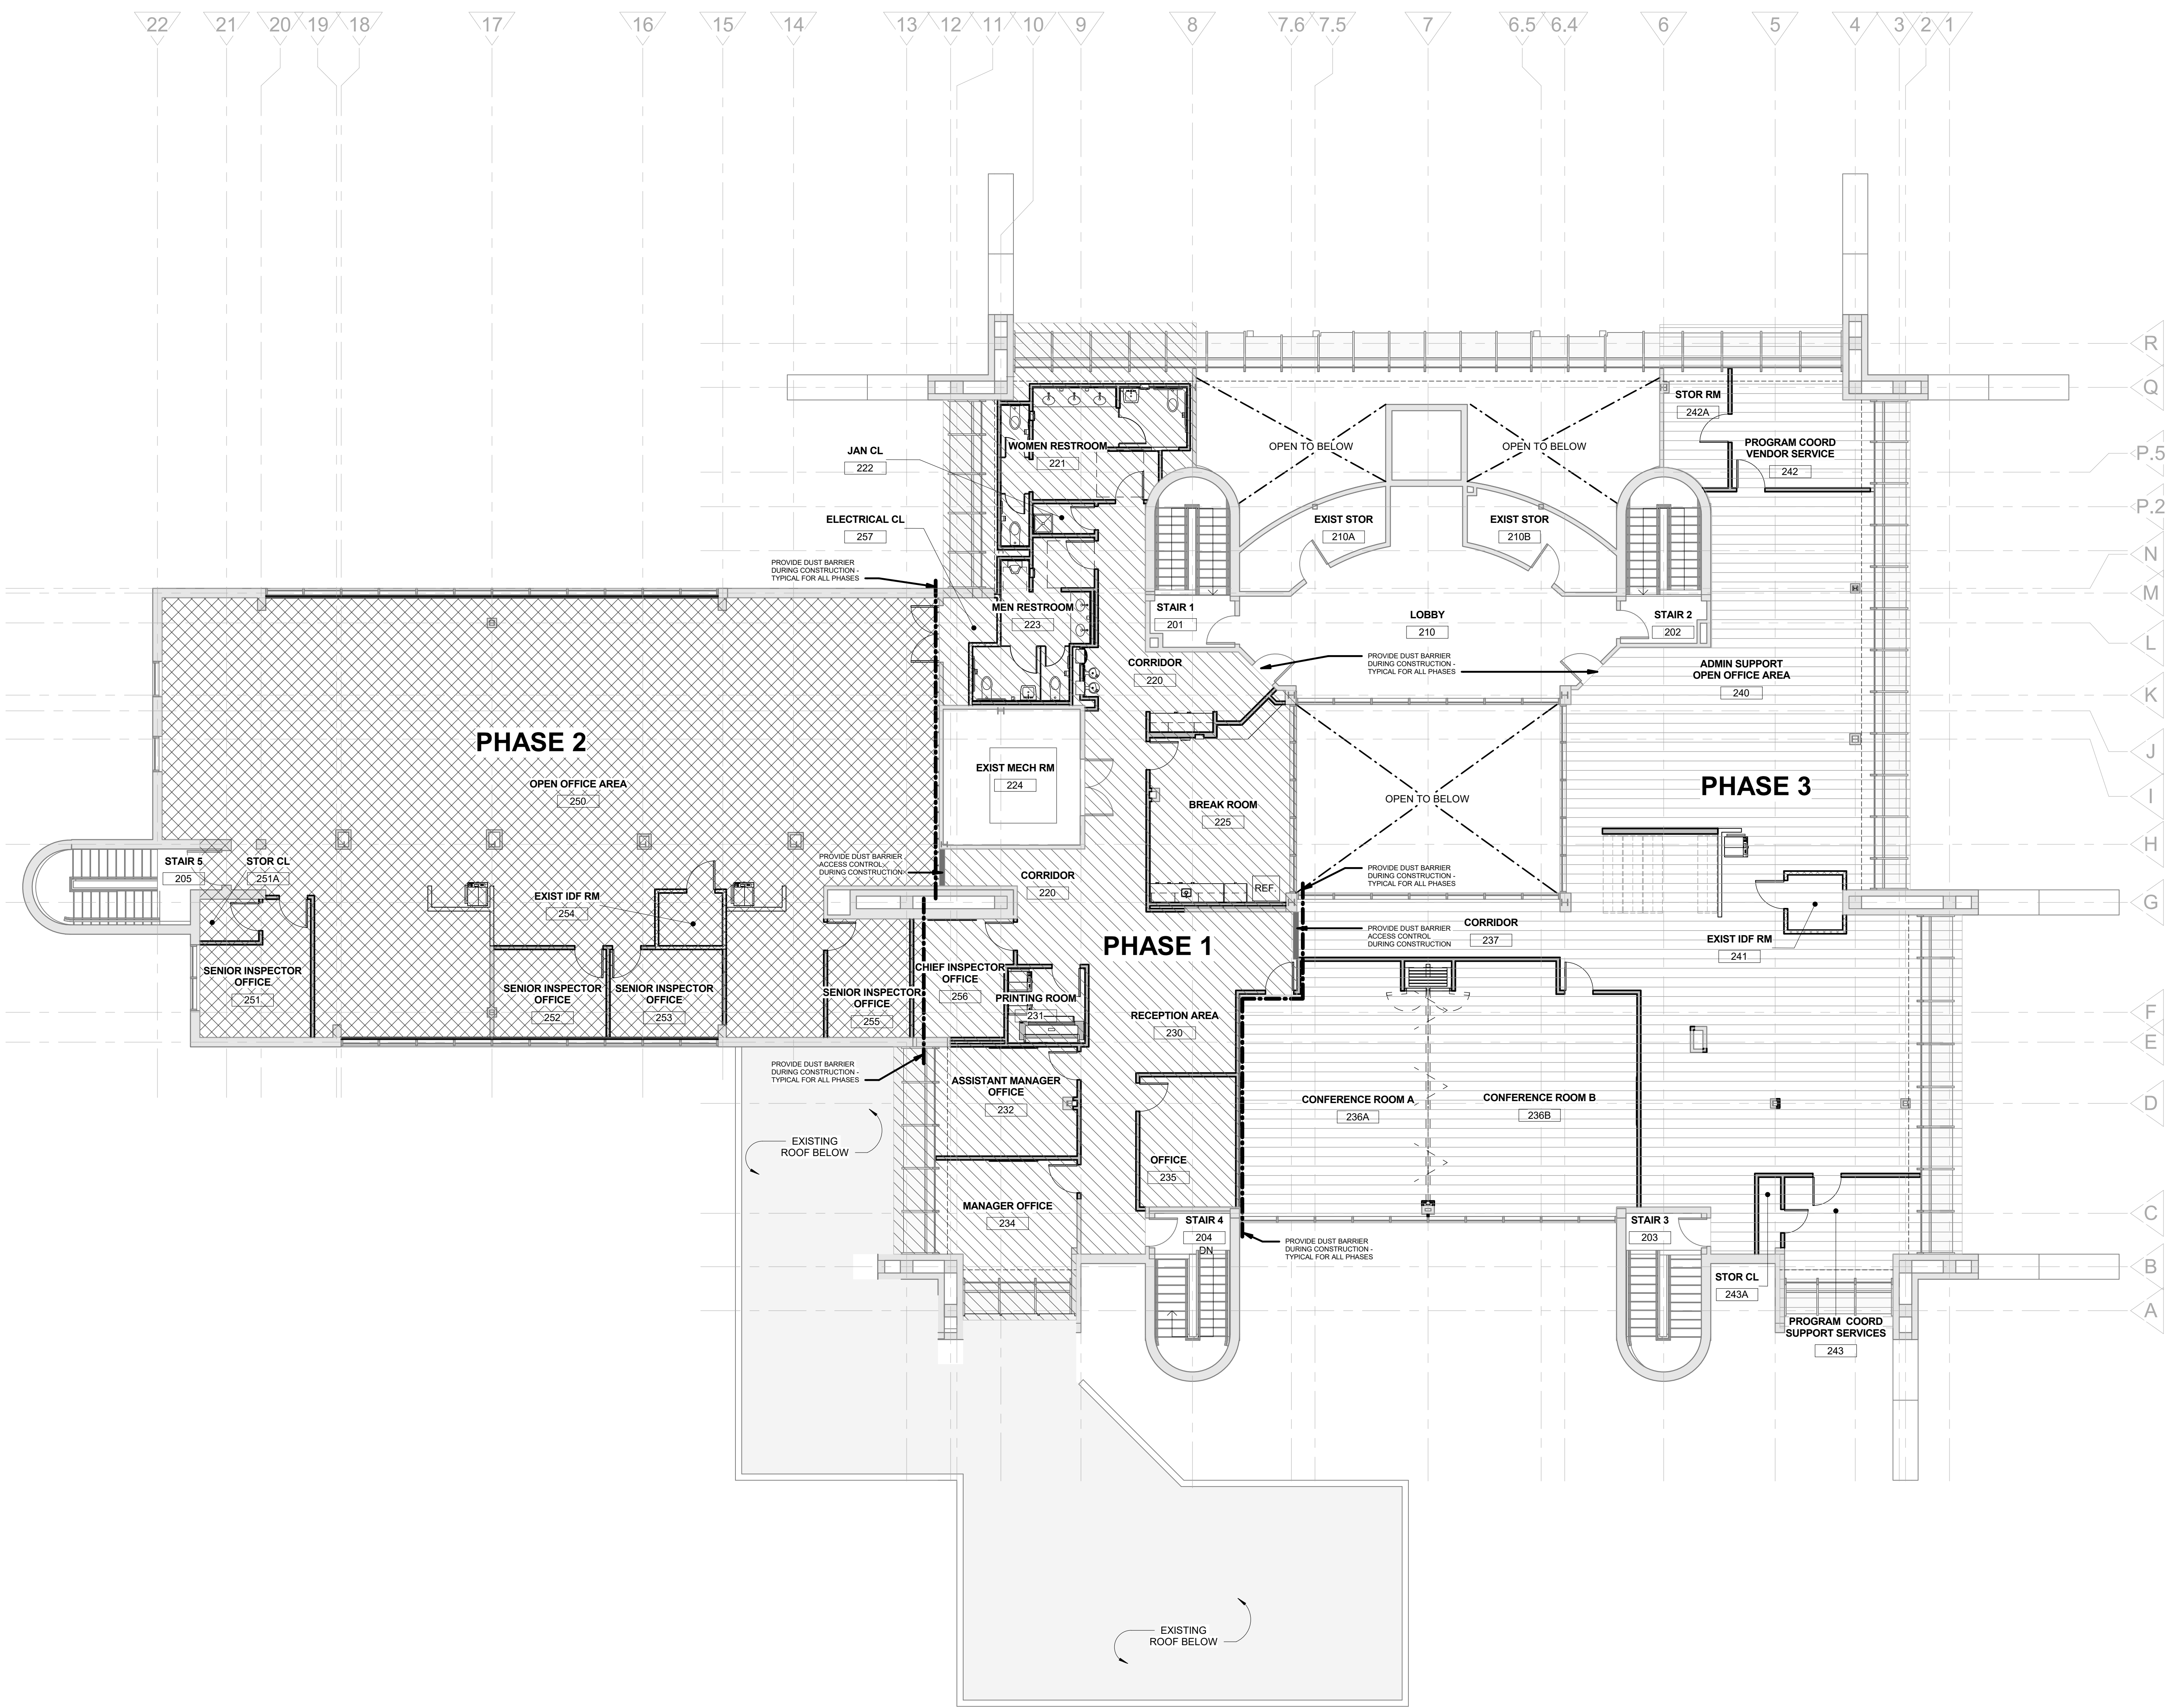 22
21
20
19
18
17
16
15
14
13
12
11
10
9
8
7.6
7.5
7
6.5
6.4
6
5
4
3
2
1
R
Q
P.5
P.2
N
M
L
K
J
I
H
G
F
E
D
C
B
A
STOR RM
242A
PROGRAM COORD
VENDOR SERVICE
242
WOMEN RESTROOM
221
OPEN TO BELOW
OPEN TO BELOW
JAN CL
222
ELECTRICAL CL
257
EXIST STOR
210A
EXIST STOR
210B
PROVIDE DUST BARRIER
DURING CONSTRUCTION -
TYPICAL FOR ALL PHASES
MEN RESTROOM
223
STAIR 1
201
LOBBY
210
STAIR 2
202
CORRIDOR
220
PROVIDE DUST BARRIER
DURING CONSTRUCTION -
TYPICAL FOR ALL PHASES
ADMIN SUPPORT
OPEN OFFICE AREA
240
PHASE 2
OPEN OFFICE AREA
250
EXIST MECH RM
224
BREAK ROOM
225
OPEN TO BELOW
PHASE 3
STAIR 5
205
STOR CL
251A
PROVIDE DUST BARRIER
ACCESS CONTROL
DURING CONSTRUCTION
CORRIDOR
220
REF.
PROVIDE DUST BARRIER
DURING CONSTRUCTION -
TYPICAL FOR ALL PHASES
EXIST IDF RM
254
PHASE 1
PROVIDE DUST BARRIER
ACCESS CONTROL
DURING CONSTRUCTION
CORRIDOR
237
EXIST IDF RM
241
SENIOR INSPECTOR
OFFICE
251
SENIOR INSPECTOR
OFFICE
252
SENIOR INSPECTOR
OFFICE
253
SENIOR INSPECTOR
OFFICE
255
CHIEF INSPECTOR
OFFICE
256
PRINTING ROOM
231
RECEPTION AREA
230
PROVIDE DUST BARRIER
DURING CONSTRUCTION -
TYPICAL FOR ALL PHASES
ASSISTANT MANAGER
OFFICE
232
CONFERENCE ROOM A
236A
CONFERENCE ROOM B
236B
EXISTING
ROOF BELOW
OFFICE
235
MANAGER OFFICE
234
STAIR 4
204
DN
STAIR 3
203
PROVIDE DUST BARRIER
DURING CONSTRUCTION -
TYPICAL FOR ALL PHASES
STOR CL
243A
PROGRAM COORD
SUPPORT SERVICES
243
EXISTING
ROOF BELOW